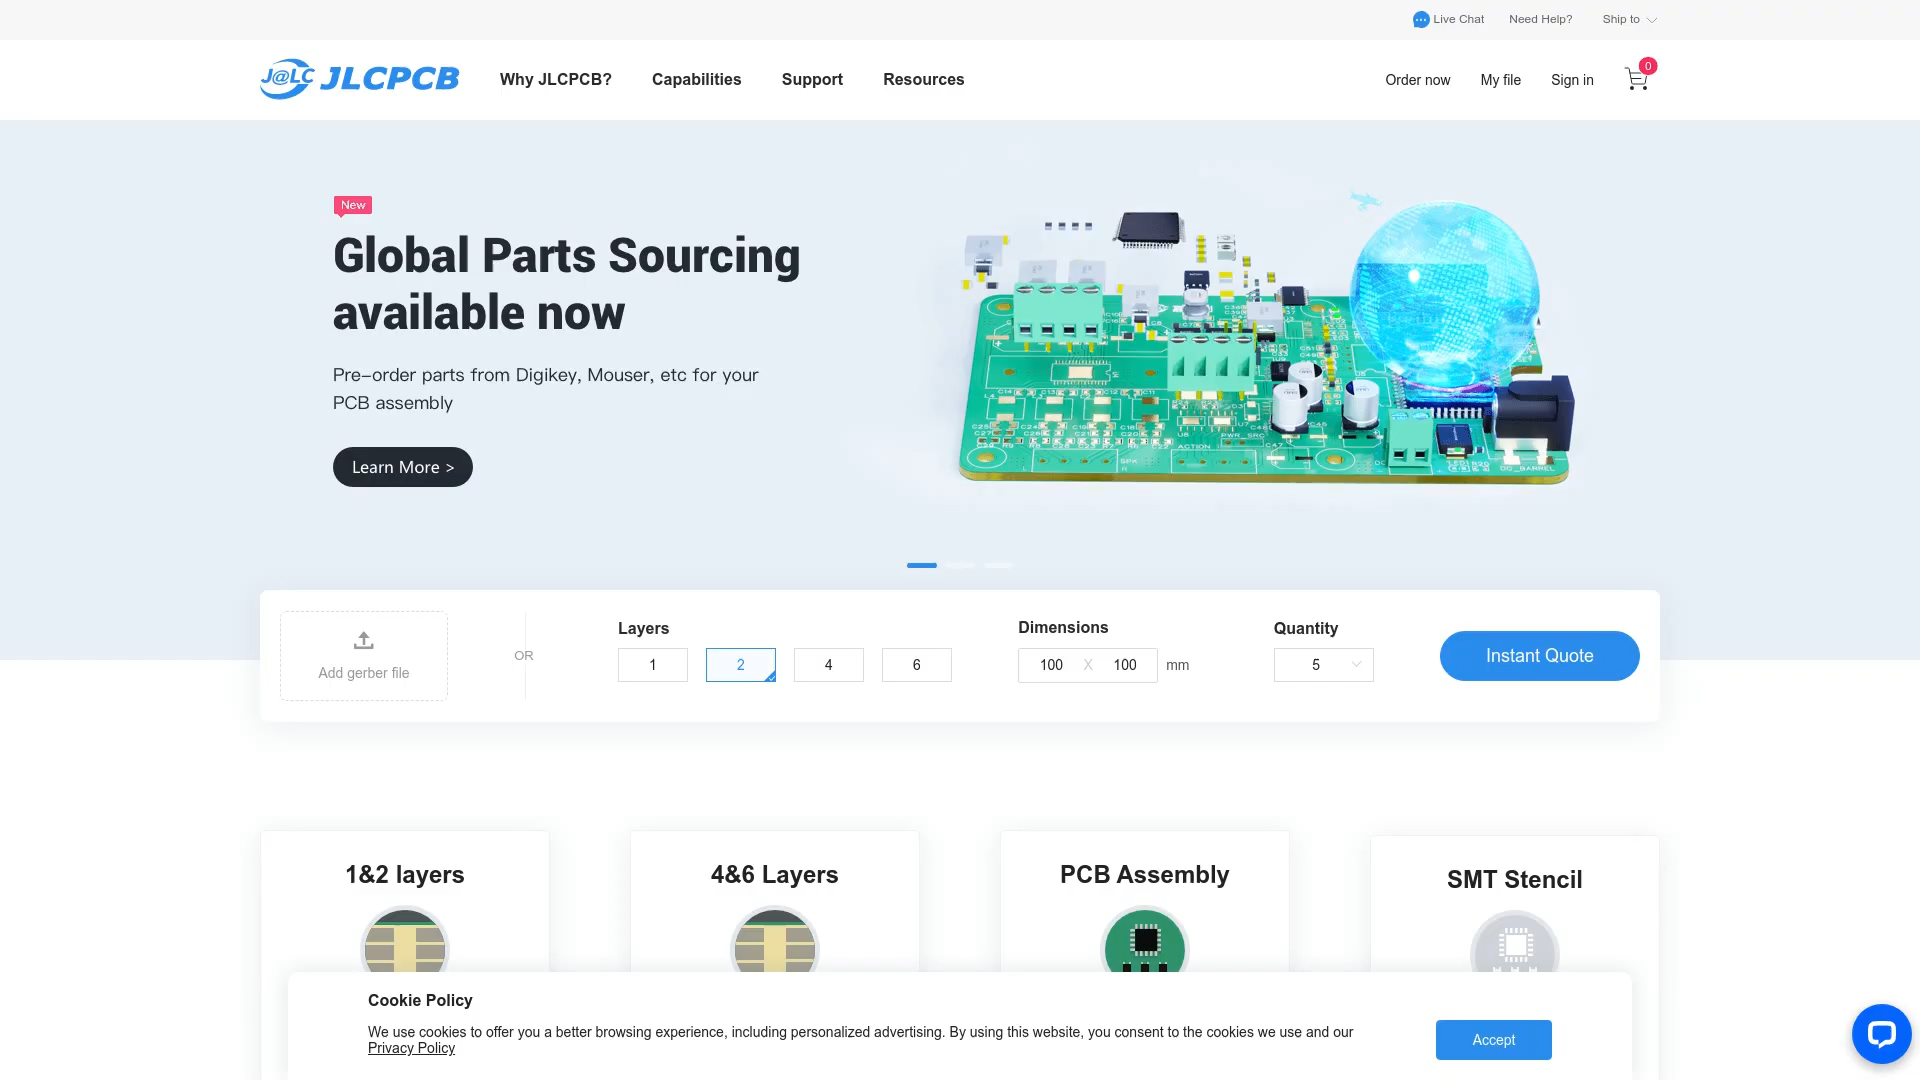 Live Chat
Need Help?
Ship to
J@LC JLCPCB
Why JLCPCB?
Capabilities
Support
Resources
Order now
My file
Sign in
0
New
Global Parts Sourcing
available now
Pre-order parts from Digikey, Mouser, etc for your
PCB assembly
Learn More >
Add gerber file
OR
Layers
1
2
4
6
Dimensions
100 X 100 mm
Quantity
5
Instant Quote
1&2 layers
4&6 Layers
PCB Assembly
SMT Stencil
Cookie Policy
We use cookies to offer you a better browsing experience, including personalized advertising. By using this website, you consent to the cookies we use and our
Privacy Policy
Accept